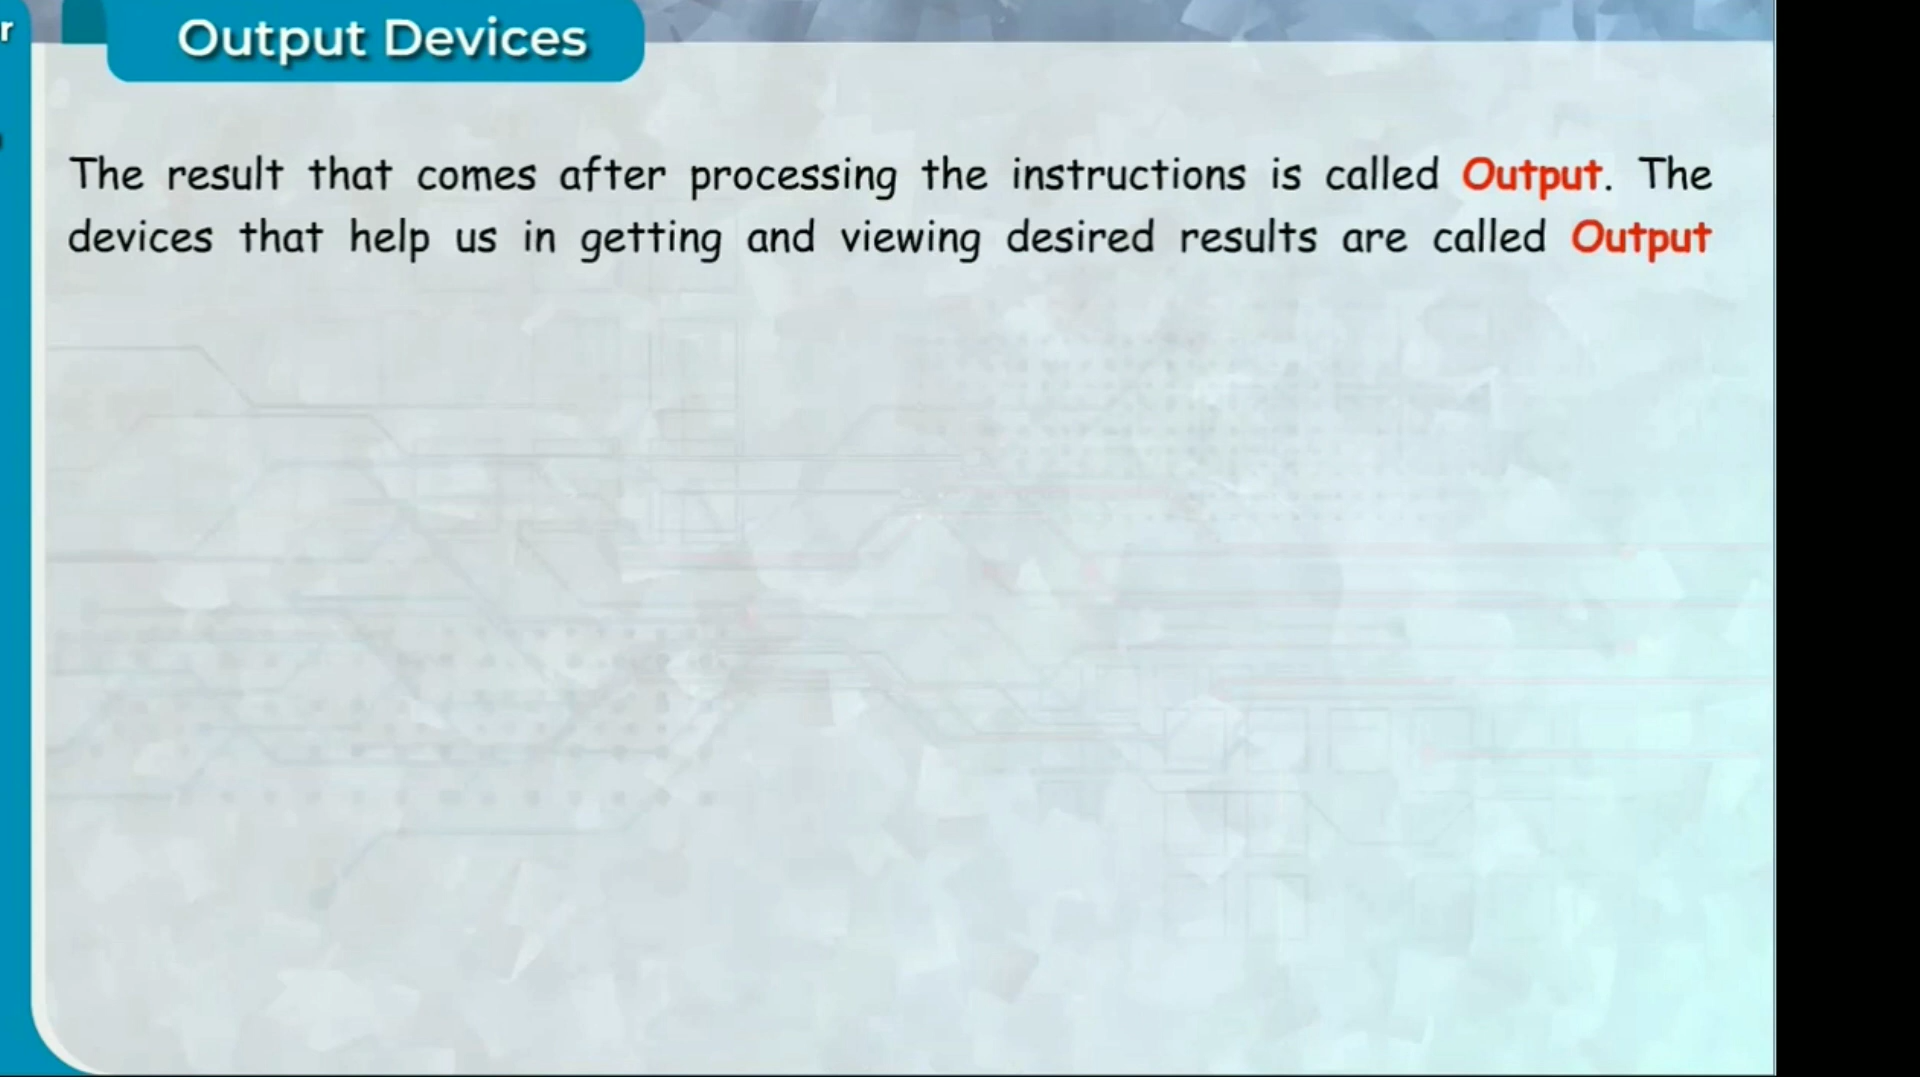 r
Output Devices
The result that comes after processing the instructions is called Output. The
devices that help us in getting and viewing desired results are called Output